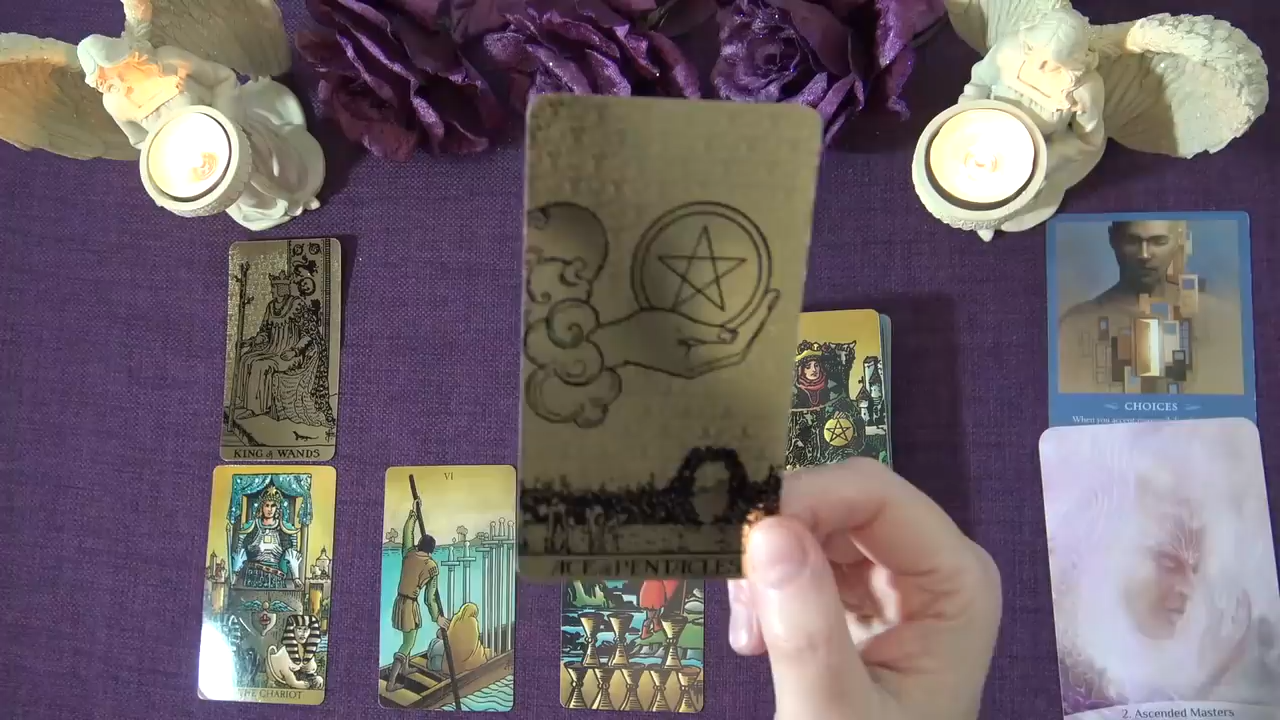 ACE of PENTACLES
KING of WANDS
THE CHARIOT
VI
CHOICES
When you accept
2. Ascended Masters